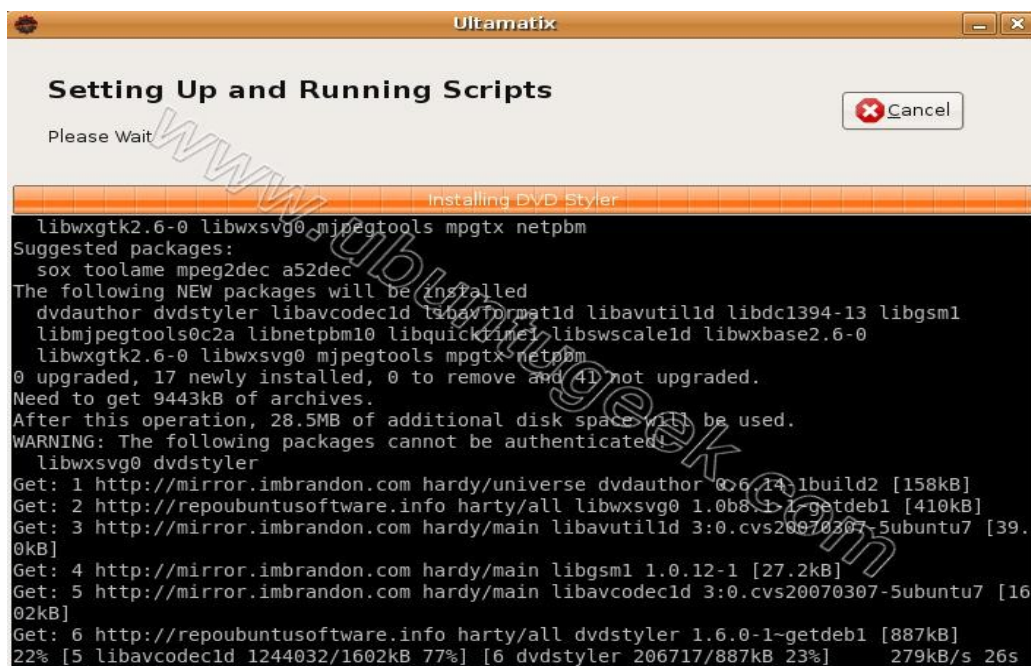 Ultamatix
Setting Up and Running Scripts
Please Wait
Cancel
Installing DVD Styler
libwxgtk2.6-0 libwxsvg0 mjpegtools mpgtx netpbm
Suggested packages:
sox toolame mpeg2dec a52dec
The following NEW packages will be installed
dvdauthor dvdstyler libavcodec1d libavformat1d libavutil1d libdc1394-13 libgsm1
libmjpegtools0c2a libnetpbm10 libquicktime1 libswscale1d libwxbase2.6-0
libwxgtk2.6-0 libwxsvg0 mjpegtools mpgtx netpbm
0 upgraded, 17 newly installed, 0 to remove and 41 not upgraded.
Need to get 9443kB of archives.
After this operation, 28.5MB of additional disk space will be used.
WARNING: The following packages cannot be authenticated!
libwxsvg0 dvdstyler
Get: 1 http://mirror.imbrandon.com hardy/universe dvdauthor 0.6.14-1build2 [158kB]
Get: 2 http://repoubuntusoftware.info harty/all libwxsvg0 1.0b8.1-1~getdeb1 [410kB]
Get: 3 http://mirror.imbrandon.com hardy/main libavutil1d 3:0.cvs20070307-5ubuntu7 [39.
0kB]
Get: 4 http://mirror.imbrandon.com hardy/main libgsm1 1.0.12-1 [27.2kB]
Get: 5 http://mirror.imbrandon.com hardy/main libavcodec1d 3:0.cvs20070307-5ubuntu7 [16
02kB]
Get: 6 http://repoubuntusoftware.info harty/all dvdstyler 1.6.0-1~getdeb1 [887kB]
22% [5 libavcodec1d 1244032/1602kB 77%] [6 dvdstyler 206717/887kB 23%] 279kB/s 26s
www.ubuntugeek.com